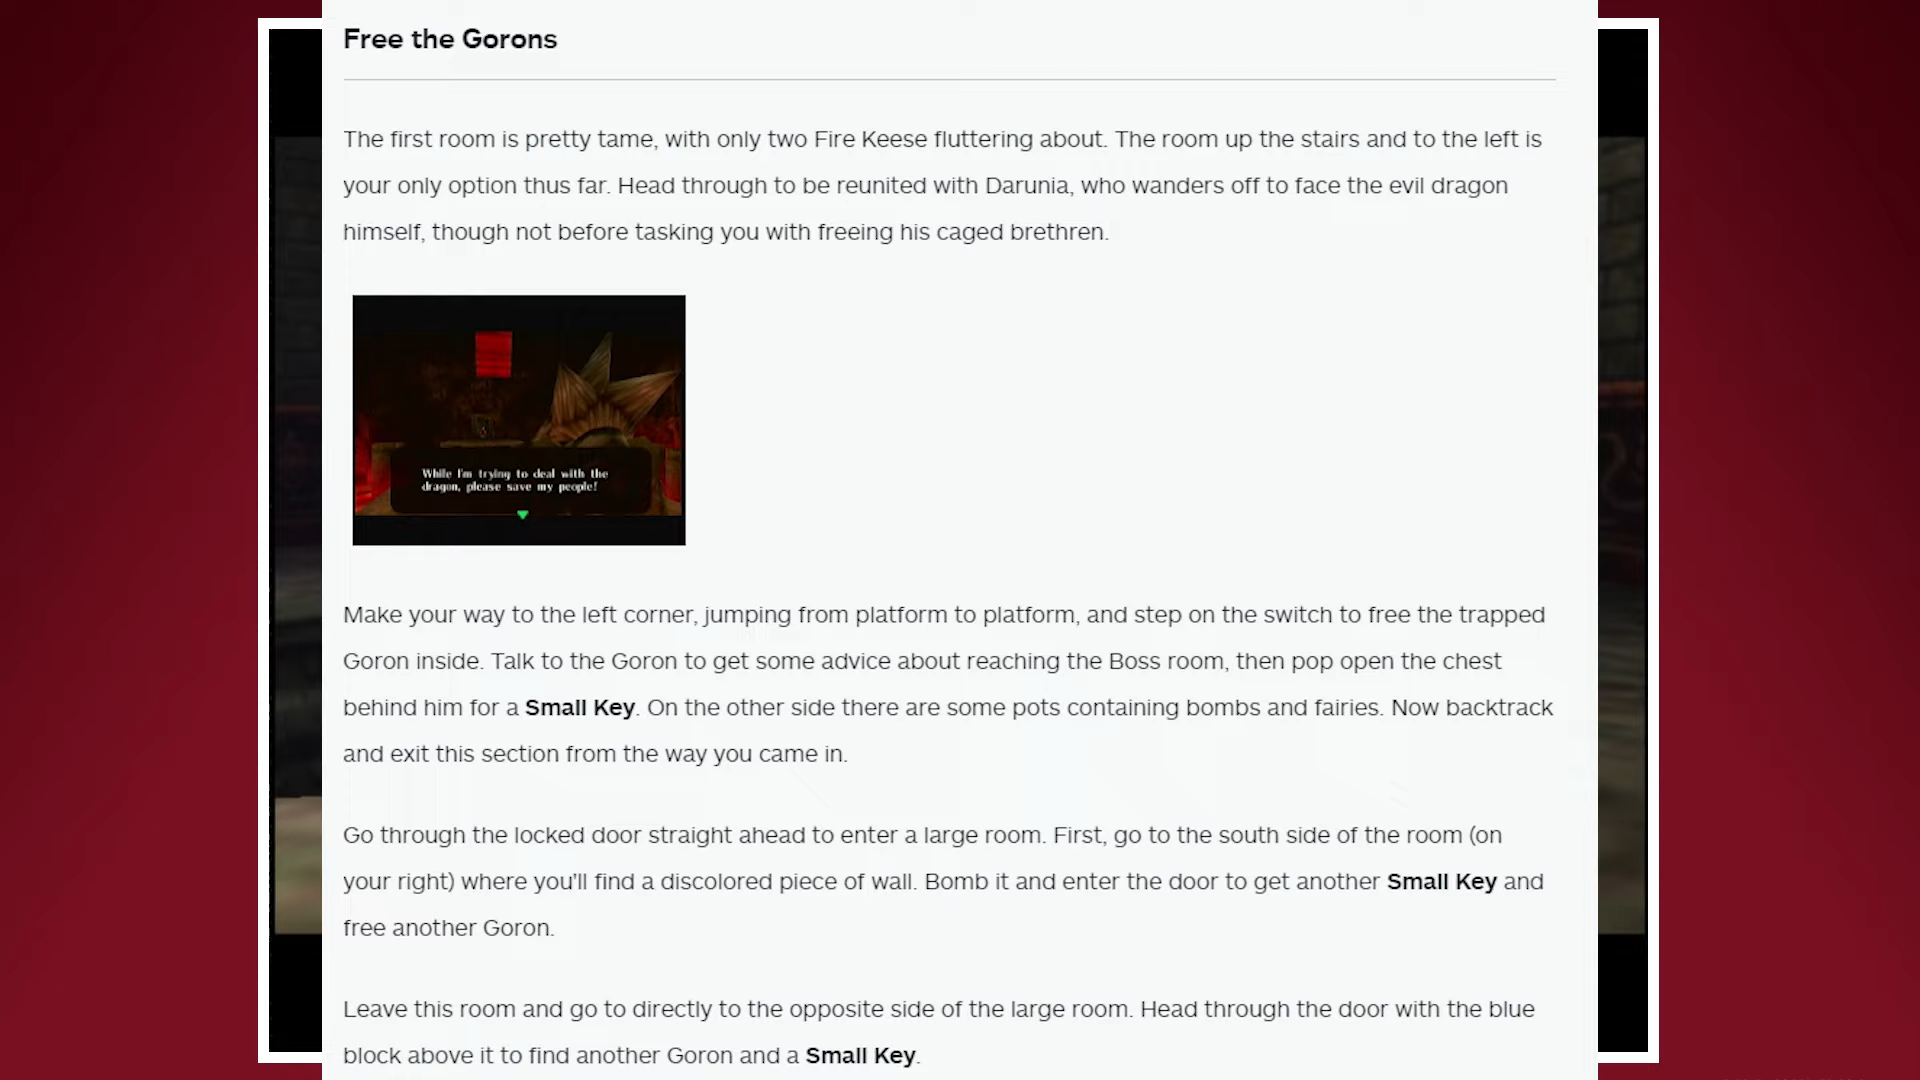 Free the Gorons
The first room is pretty tame, with only two Fire Keese fluttering about. The room up the stairs and to the left is
your only option thus far. Head through to be reunited with Darunia, who wanders off to face the evil dragon
himself, though not before tasking you with freeing his caged brethren.
While I'm trying to deal with the
dragon, please save my people!
Make your way to the left corner, jumping from platform to platform, and step on the switch to free the trapped
Goron inside. Talk to the Goron to get some advice about reaching the Boss room, then pop open the chest
behind him for a Small Key. On the other side there are some pots containing bombs and fairies. Now backtrack
and exit this section from the way you came in.
Go through the locked door straight ahead to enter a large room. First, go to the south side of the room (on
your right) where you'll find a discolored piece of wall. Bomb it and enter the door to get another Small Key and
free another Goron.
Leave this room and go to directly to the opposite side of the large room. Head through the door with the blue
block above it to find another Goron and a Small Key.